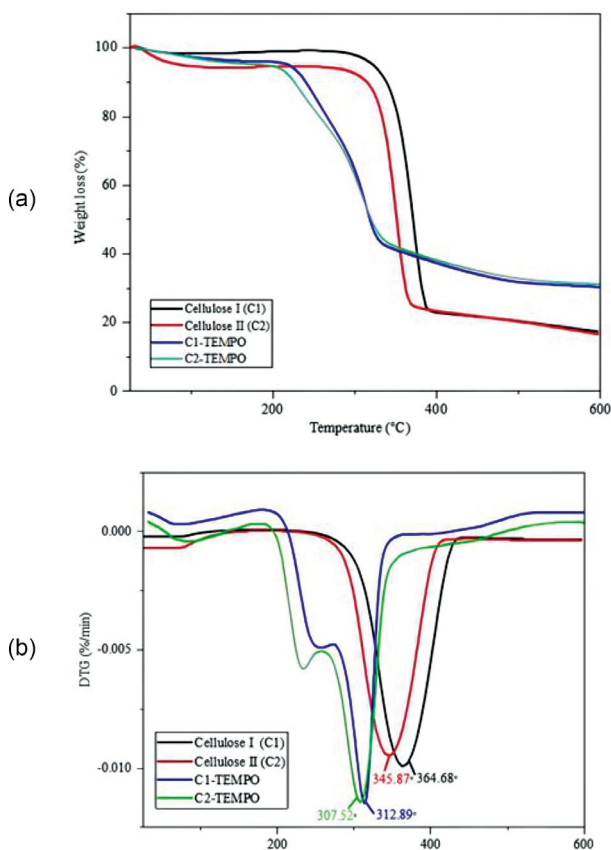 (a)
Weight loss (%)
100
80
60
40
20
0
Cellulose I (C1)
Cellulose II (C2)
C1-TEMPO
C2-TEMPO
200
400
600
Temperature (°C)
(b)
DTG (%/min)
0.000
-0.005
-0.010
Cellulose I (C1)
Cellulose II (C2)
C1-TEMPO
C2-TEMPO
345.87°
364.68°
307.52°
312.89°
200
400
600